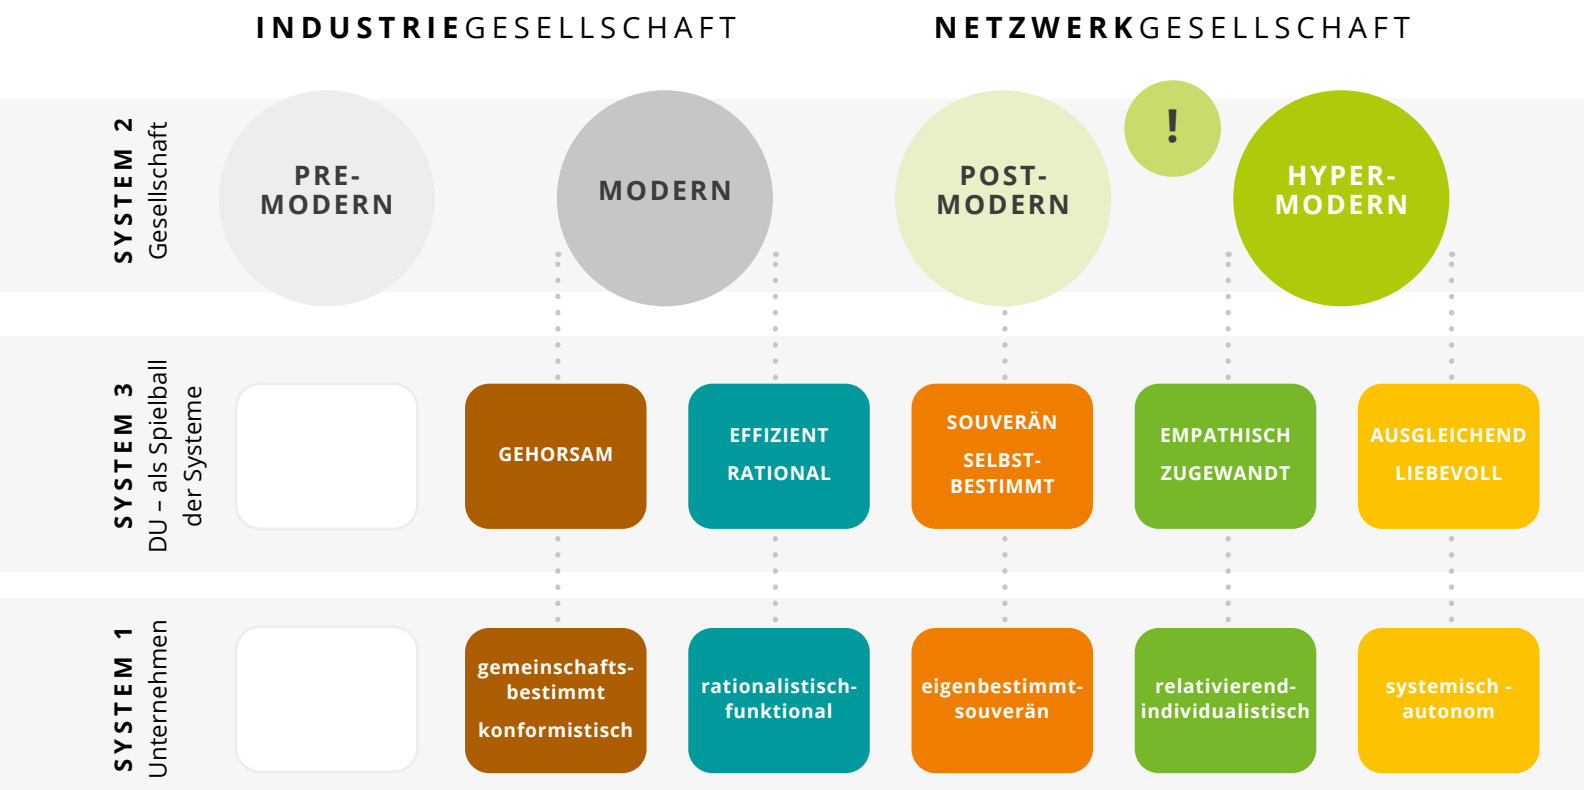 INDUSTRIEGESELLSCHAFT
NETZWERKGESELLSCHAFT
SYSTEM 2
Gesellschaft
PRE-
MODERN
MODERN
POST-
MODERN
!
HYPER-
MODERN
SYSTEM 3
DU – als Spielball
der Systeme
GEHORSAM
EFFIZIENT
RATIONAL
SOUVERÄN
SELBST-
BESTIMMT
EMPATHISCH
ZUGEWANDT
AUSGLEICHEND
LIEBEVOLL
SYSTEM 1
Unternehmen
gemeinschafts-
bestimmt
konformistisch
rationalistisch-
funktional
eigenbestimmt-
souverän
relativierend-
individualistisch
systemisch -
autonom